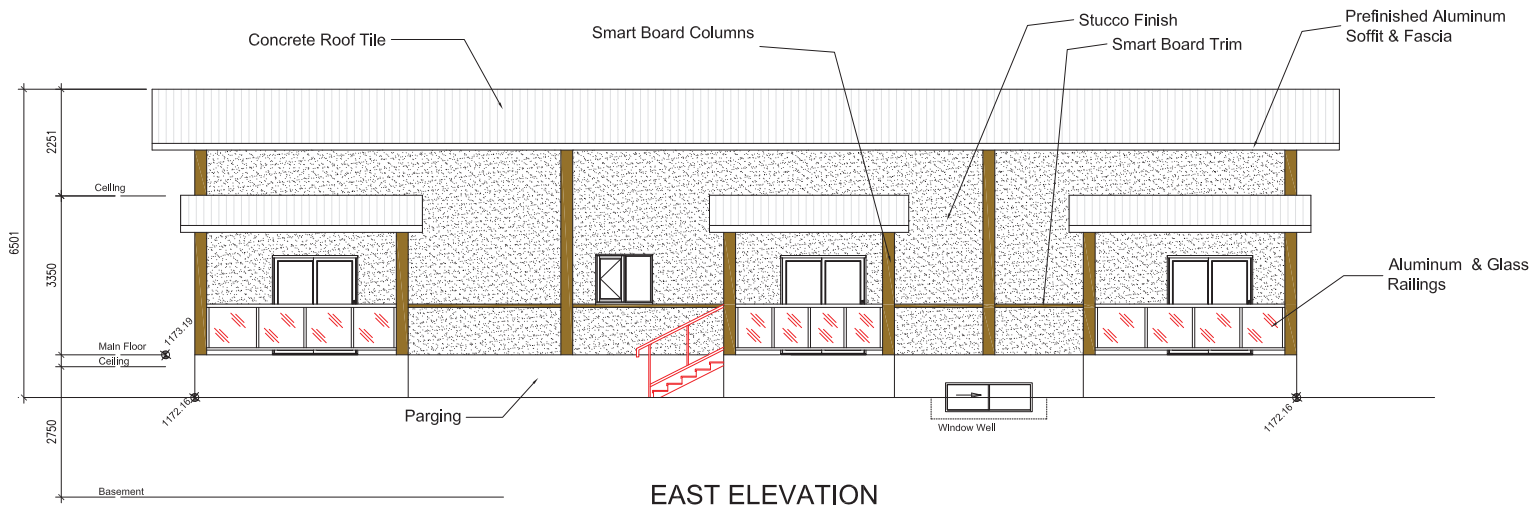 Stucco Finish
Prefinished Aluminum
Soffit & Fascia
Smart Board Columns
Concrete Roof Tile
Smart Board Trim
2251
Ceiling
6501
3350
Aluminum & Glass
Railings
1173.19
Main Floor
Ceiling
1172.16
1172.16
Parging
2750
Window Well
Basement
EAST ELEVATION